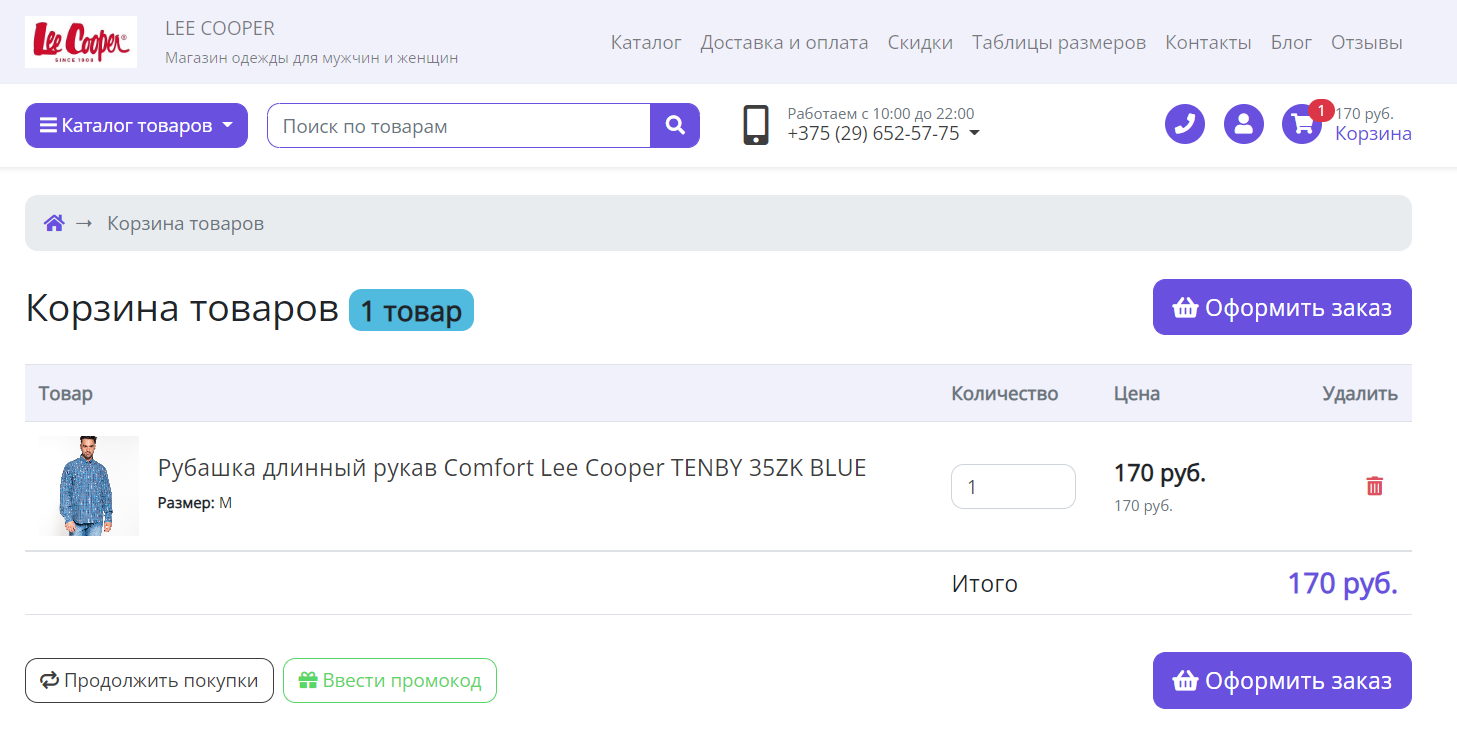 Lee Cooper®
SINCE 1908
LEE COOPER
Магазин одежды для мужчин и женщин
Каталог Доставка и оплата Скидки Таблицы размеров Контакты Блог Отзывы
Каталог товаров
Поиск по товарам
Работаем с 10:00 до 22:00
+375 (29) 652-57-75
1
170 руб.
Корзина
→ Корзина товаров
Корзина товаров 1 товар
Оформить заказ
Товар Количество Цена Удалить
Рубашка длинный рукав Comfort Lee Cooper TENBY 35ZK BLUE
Размер: M
1
170 руб.
170 руб.
Итого 170 руб.
Продолжить покупки
Ввести промокод
Оформить заказ